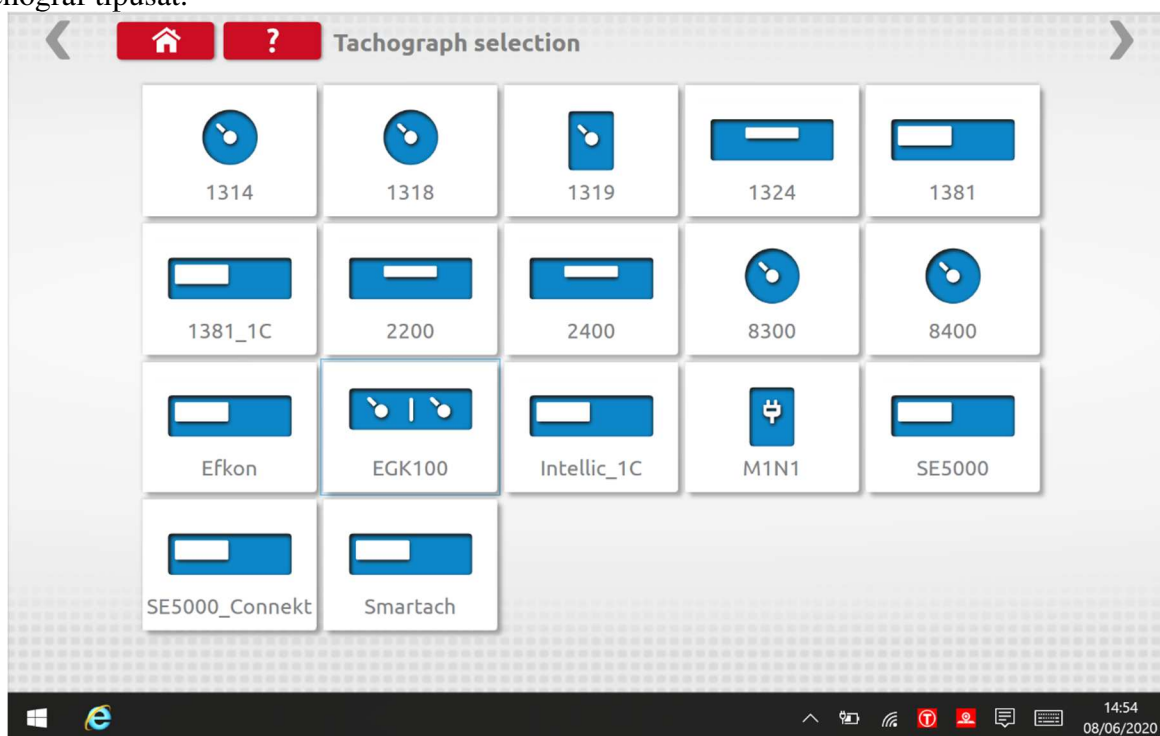 tipusát.
? Tachograph selection
1314 1318 1319 1324 1381
1381_1C 2200 2400 8300 8400
Efkon EGK100 Intellic_1C M1N1 SE5000
SE5000_Connekt Smartach
14:54
08/06/2020